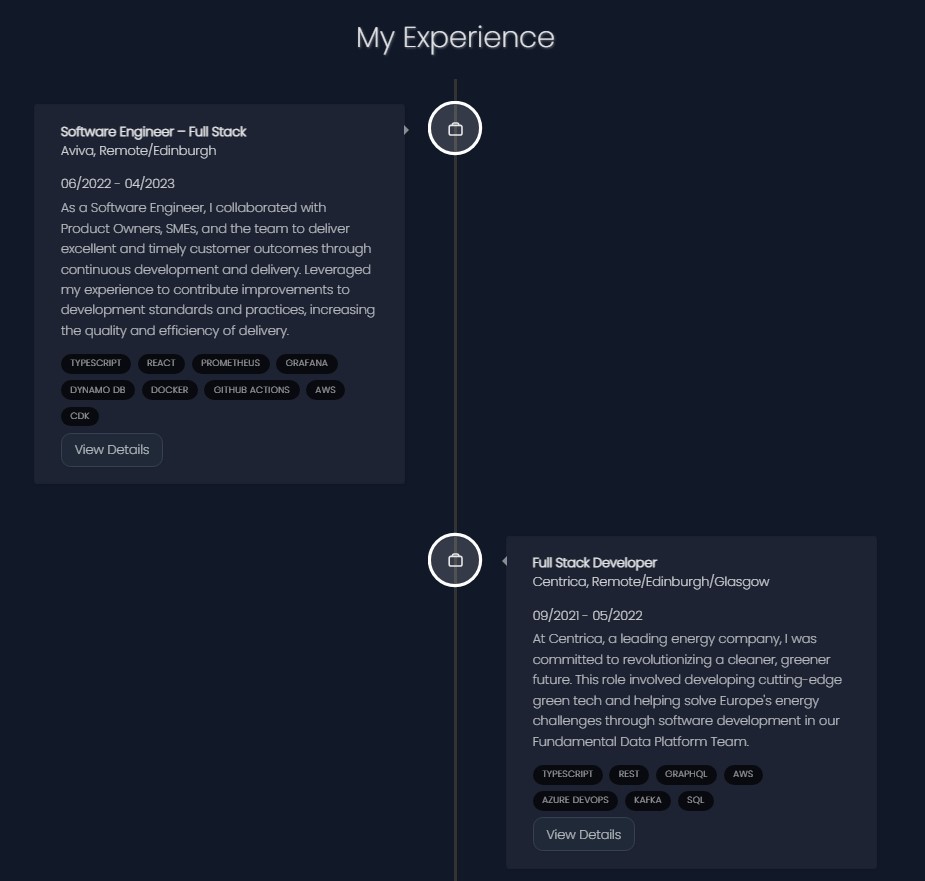 My Experience
Software Engineer – Full Stack
Aviva, Remote/Edinburgh
06/2022 - 04/2023
As a Software Engineer, I collaborated with
Product Owners, SMEs, and the team to deliver
excellent and timely customer outcomes through
continuous development and delivery. Leveraged
my experience to contribute improvements to
development standards and practices, increasing
the quality and efficiency of delivery.
TYPESCRIPT REACT PROMETHEUS GRAFANA
DYNAMO DB DOCKER GITHUB ACTIONS AWS
CDK
View Details
Full Stack Developer
Centrica, Remote/Edinburgh/Glasgow
09/2021 - 05/2022
At Centrica, a leading energy company, I was
committed to revolutionizing a cleaner, greener
future. This role involved developing cutting-edge
green tech and helping solve Europe's energy
challenges through software development in our
Fundamental Data Platform Team.
TYPESCRIPT REST GRAPHQL AWS
AZURE DEVOPS KAFKA SQL
View Details